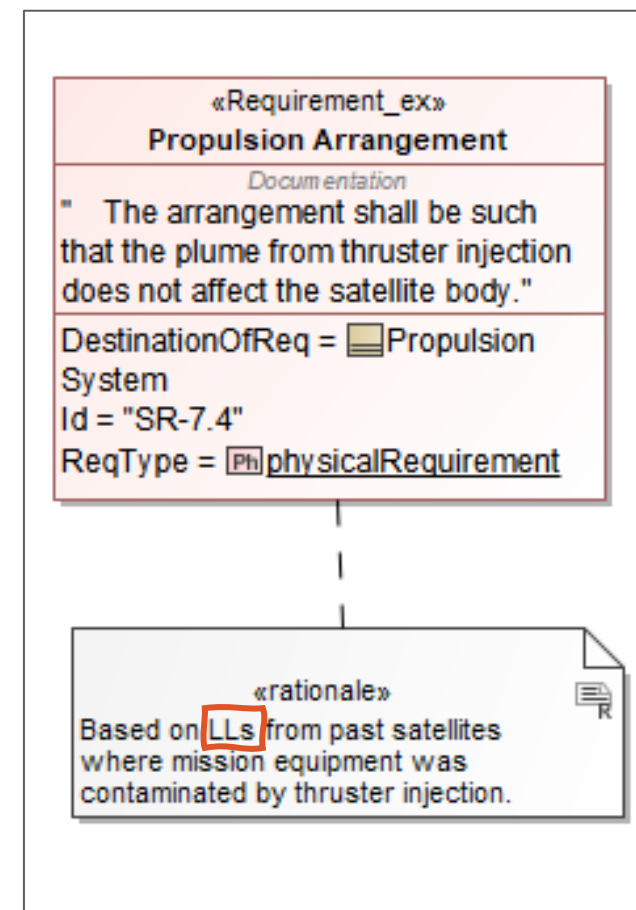 «Requirement_ex»
Propulsion Arrangement
Documentation
" The arrangement shall be such
that the plume from thruster injection
does not affect the satellite body."
DestinationOfReq = Propulsion
System
Id = "SR-7.4"
ReqType = Ph physicalRequirement
«rationale»
R
Based on LLs from past satellites
where mission equipment was
contaminated by thruster injection.